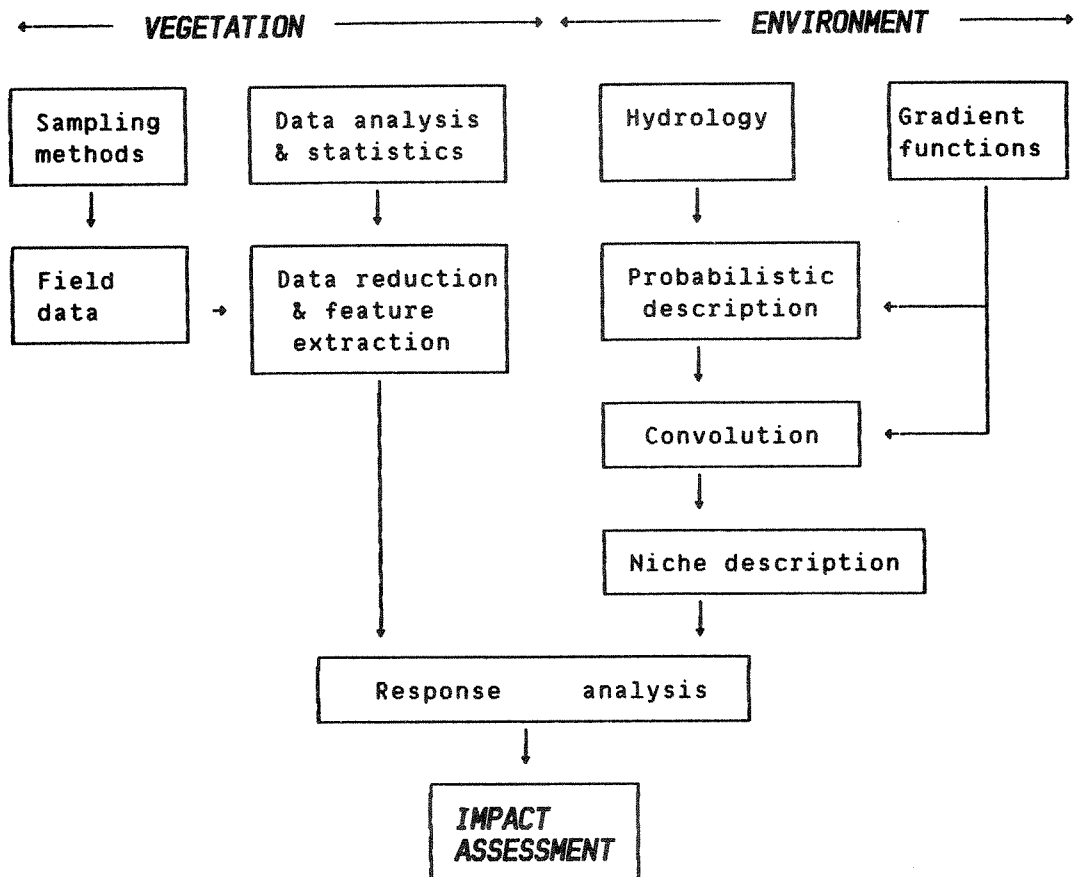 VEGETATION
ENVIRONMENT
Sampling
methods
Data analysis
& statistics
Hydrology
Gradient
functions
Field
data
Data reduction
& feature
extraction
Probabilistic
description
Convolution
Niche description
Response analysis
IMPACT
ASSESSMENT